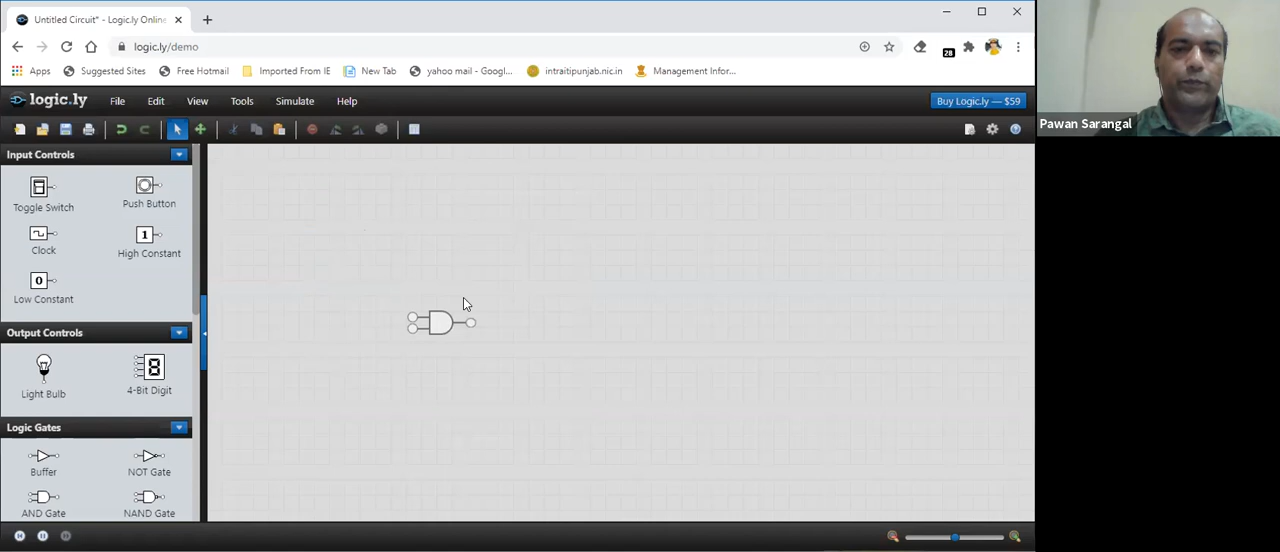 Untitled Circuit* - Logic.ly Online
logic.ly/demo
28
Apps Suggested Sites Free Hotmail Imported From IE New Tab yahoo mail - Googl... intraitipunjab.nic.in Management Infor...
logic.ly File Edit View Tools Simulate Help Buy Logic.ly — $59
Input Controls
Toggle Switch Push Button
Clock 1 High Constant
0
Low Constant
Output Controls
Light Bulb 4-Bit Digit
Logic Gates
Buffer NOT Gate
AND Gate NAND Gate
Pawan Sarangal